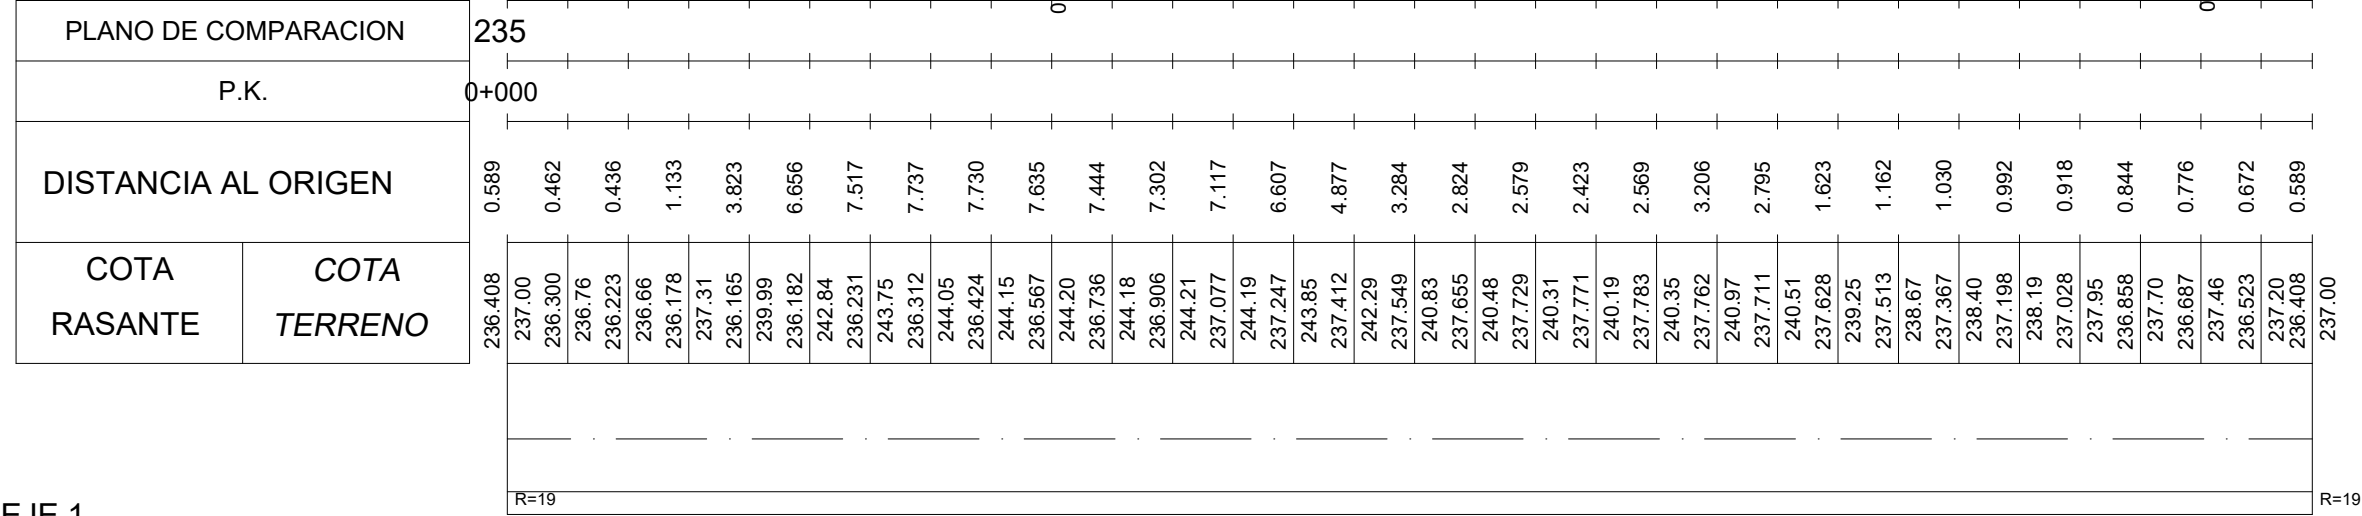 0 0
PLANO DE COMPARACION 235
P.K. 0+000
DISTANCIA AL ORIGEN 0.589 0.462 0.436 1.133 3.823 6.656 7.517 7.737 7.730 7.635 7.444 7.302 7.117 6.607 4.877 3.284 2.824 2.579 2.423 2.569 3.206 2.795 1.623 1.162 1.030 0.992 0.918 0.844 0.776 0.672 0.589
COTA RASANTE COTA TERRENO
236.408 237.00 236.300 236.76 236.223 236.66 236.178 237.31 236.165 239.99 236.182 242.84 236.231 243.75 236.312 244.05 236.424 244.15 236.567 244.20 236.736 244.18 236.906 244.21 237.077 244.19 237.247 243.85 237.412 242.29 237.549 240.83 237.655 240.48 237.729 240.31 237.771 240.19 237.783 240.35 237.762 240.97 237.711 240.51 237.628 239.25 237.513 238.67 237.367 238.40 237.198 238.19 237.028 237.95 236.858 237.70 236.687 237.46 236.523 237.20 236.408 237.00
R=19 R=19
EJE 1